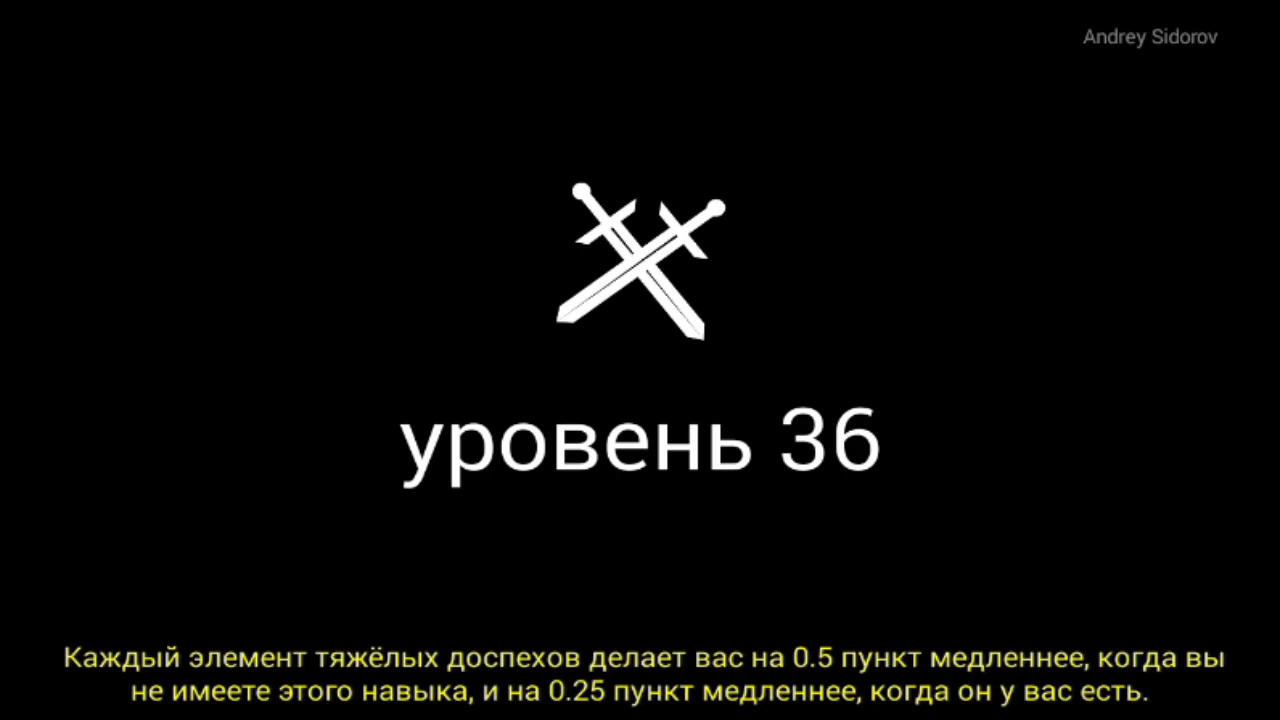 Andrey Sidorov
уровень 36
Каждый элемент тяжёлых доспехов делает вас на 0.5 пункт медленнее, когда вы
не имеете этого навыка, и на 0.25 пункт медленнее, когда он у вас есть.